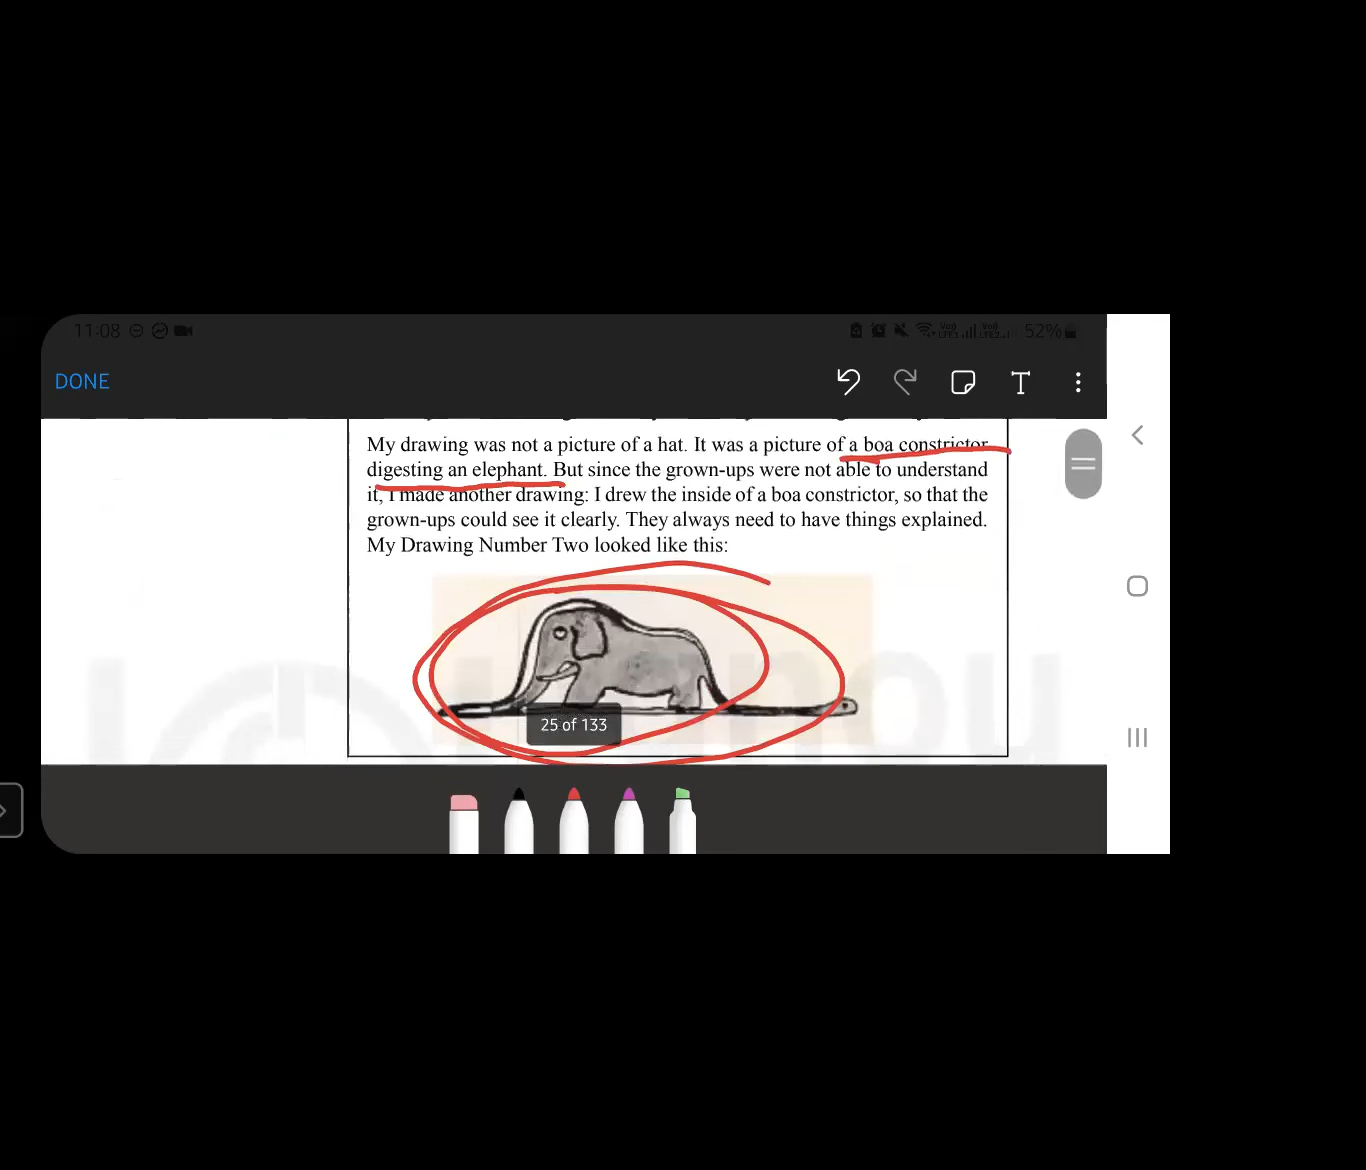 11:08
52%
DONE
T
My drawing was not a picture of a hat. It was a picture of a boa constrictor
digesting an elephant. But since the grown-ups were not able to understand
it, I made another drawing: I drew the inside of a boa constrictor, so that the
grown-ups could see it clearly. They always need to have things explained.
My Drawing Number Two looked like this:
25 of 133